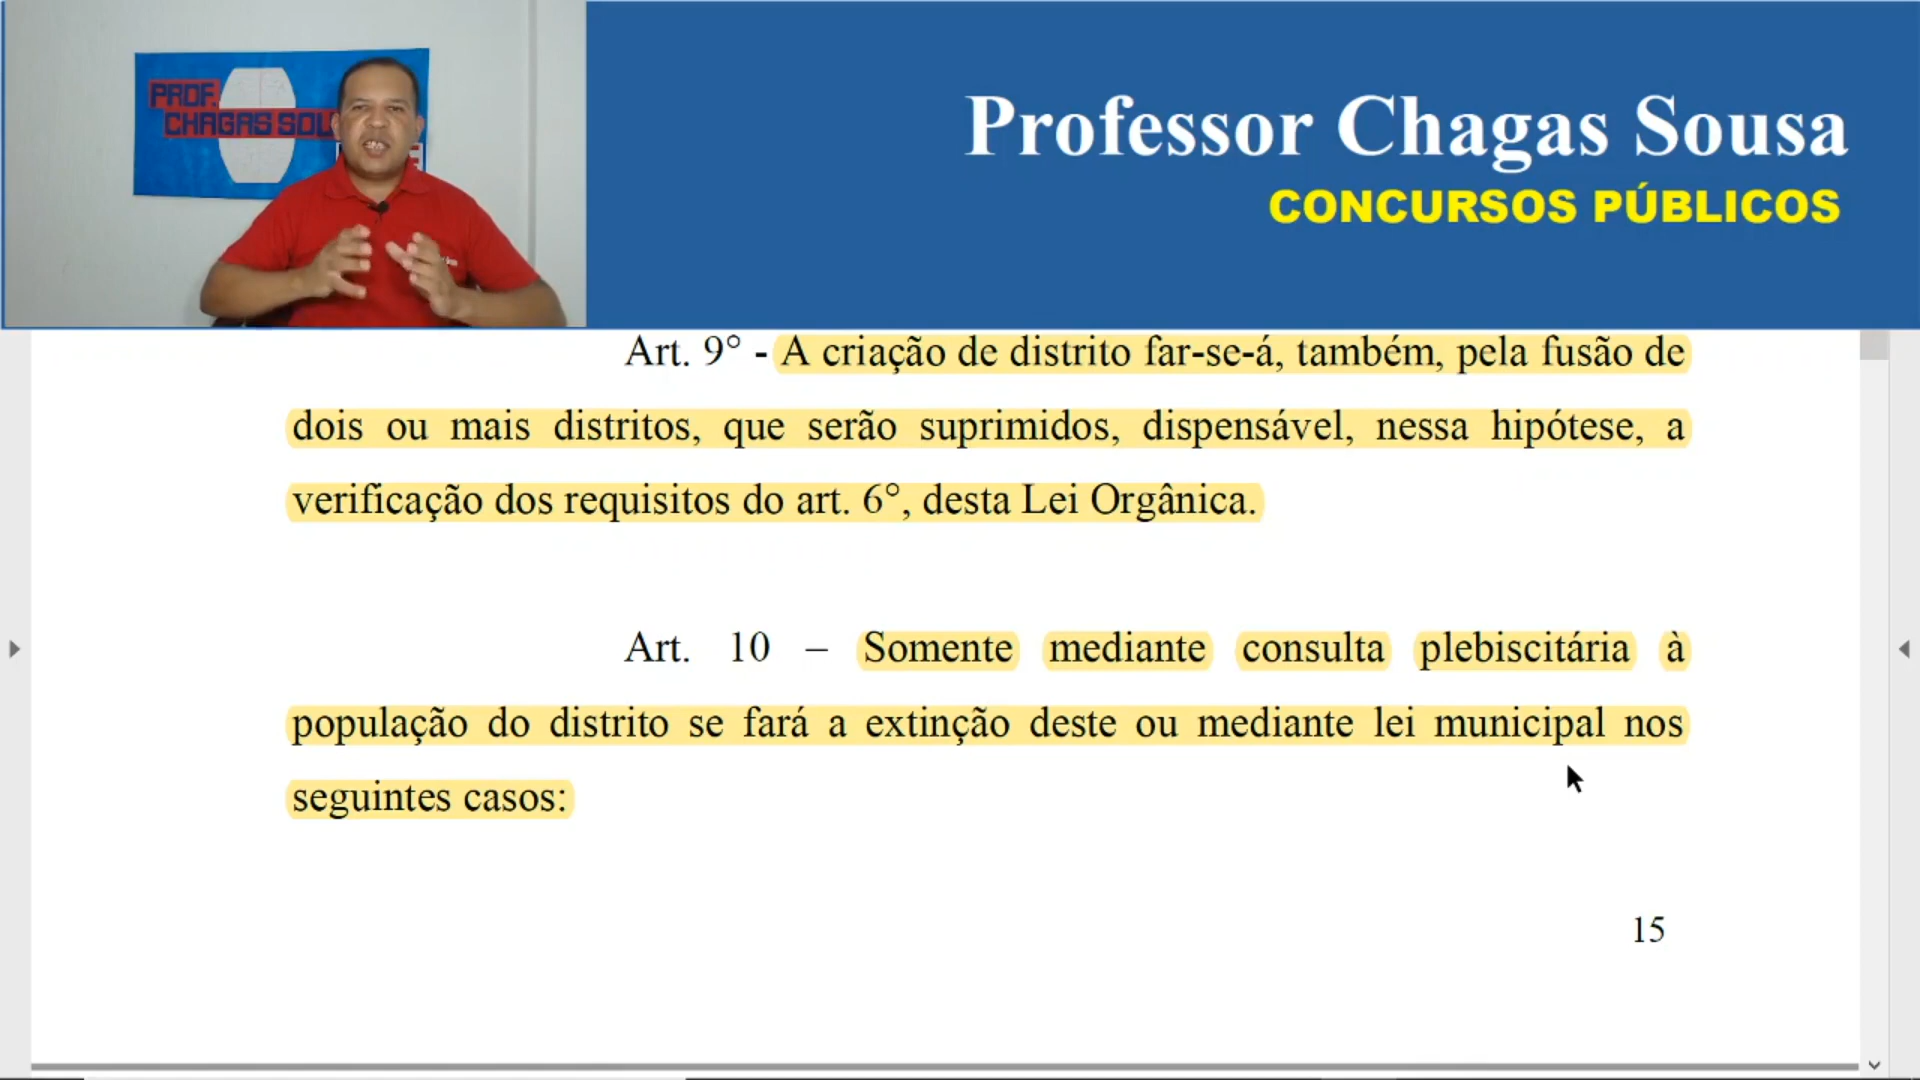 PROF.
CHAGAS SOU
Professor Chagas Sousa
CONCURSOS PÚBLICOS
Art. 9° - A criação de distrito far-se-á, também, pela fusão de
dois ou mais distritos, que serão suprimidos, dispensável, nessa hipótese, a
verificação dos requisitos do art. 6°, desta Lei Orgânica.
Art. 10 – Somente mediante consulta plebiscitária à
população do distrito se fará a extinção deste ou mediante lei municipal nos
seguintes casos:
15